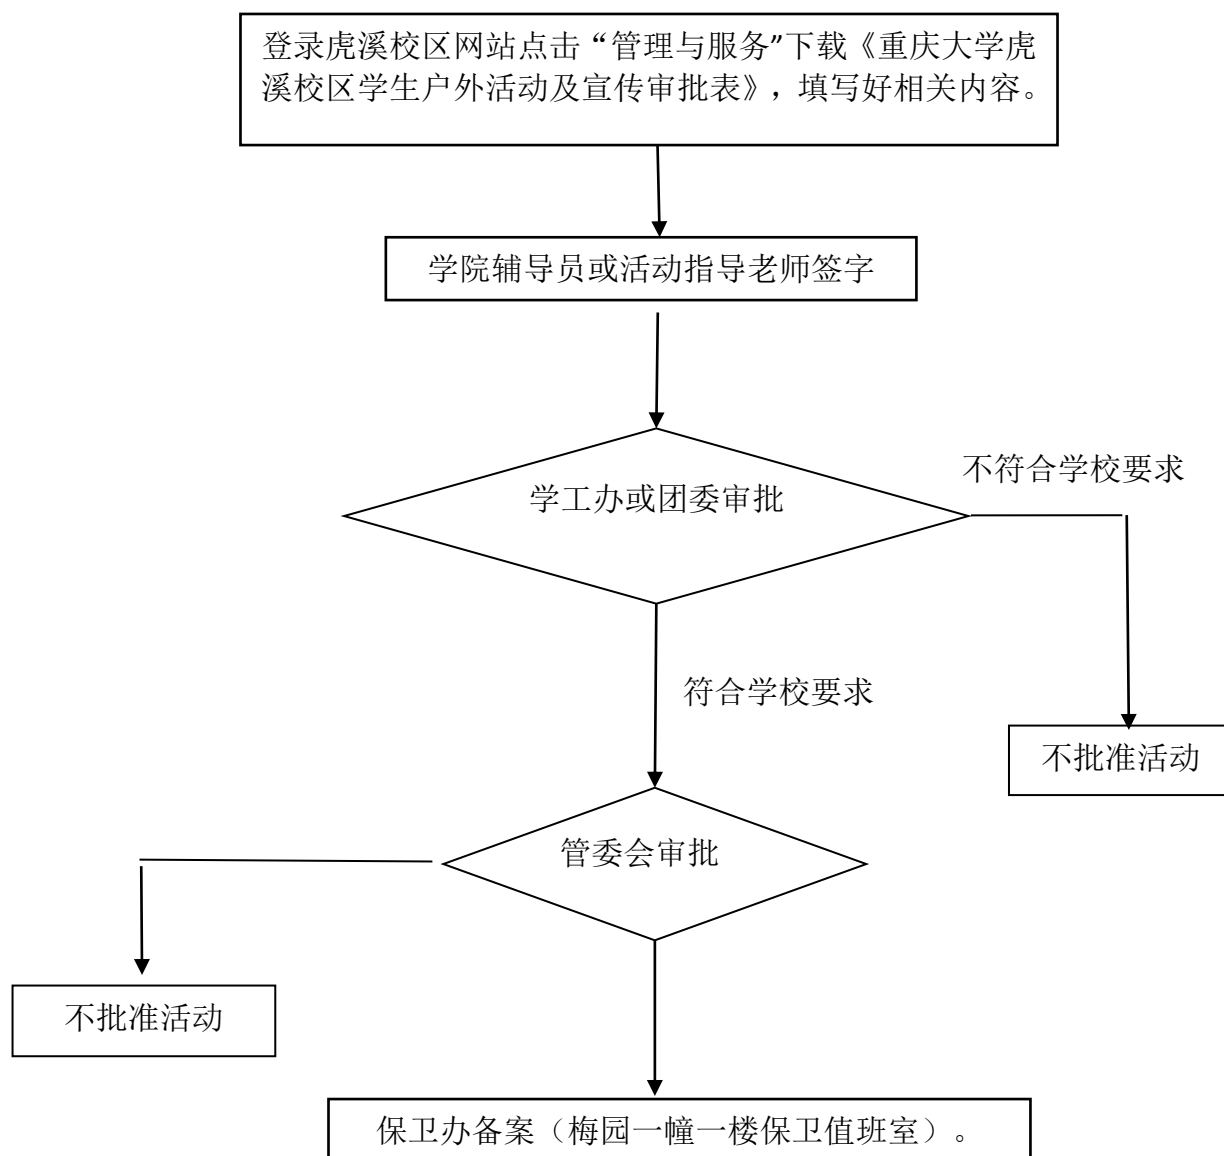 登录虎溪校区网站点击“管理与服务”下载《重庆大学虎
溪校区学生户外活动及宣传审批表》，填写好相关内容。
学院辅导员或活动指导老师签字
不符合学校要求
学工办或团委审批
符合学校要求
不批准活动
管委会审批
不批准活动
保卫办备案（梅园一幢一楼保卫值班室）。